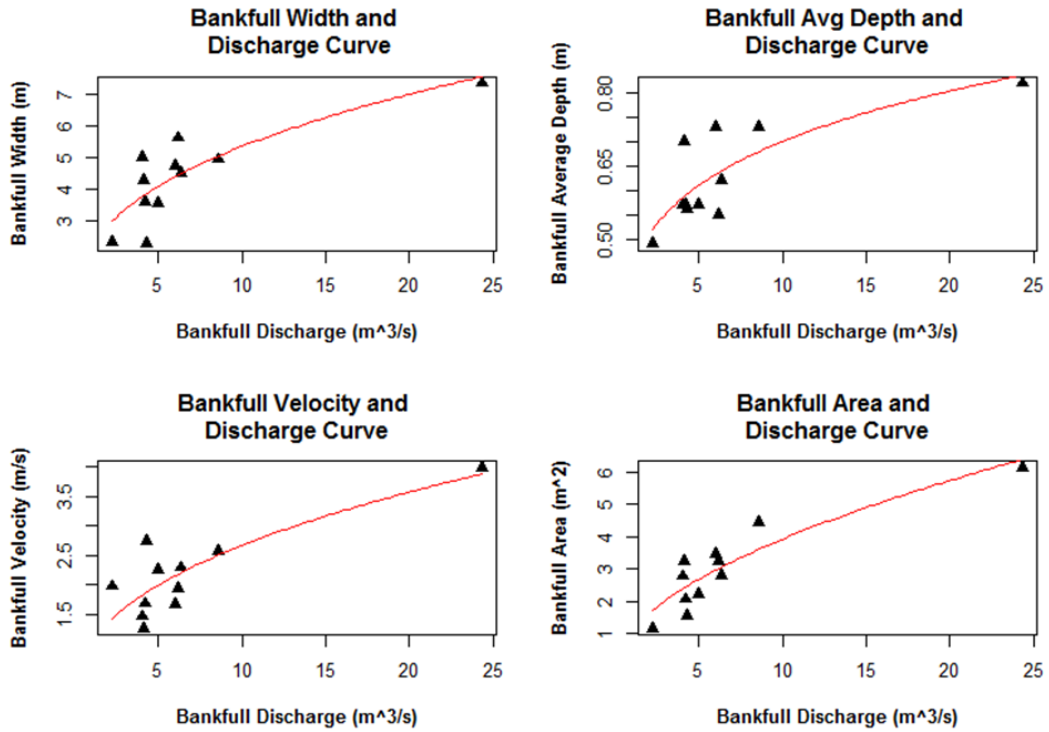 Bankfull Width and
Discharge Curve
Bankfull Width (m)
7
6
5
4
3
5 10 15 20 25
Bankfull Discharge (m^3/s)
Bankfull Avg Depth and
Discharge Curve
Bankfull Average Depth (m)
0.80
0.65
0.50
5 10 15 20 25
Bankfull Discharge (m^3/s)
Bankfull Velocity and
Discharge Curve
Bankfull Velocity (m/s)
3.5
2.5
1.5
5 10 15 20 25
Bankfull Discharge (m^3/s)
Bankfull Area and
Discharge Curve
Bankfull Area (m^2)
6
5
4
3
2
1
5 10 15 20 25
Bankfull Discharge (m^3/s)